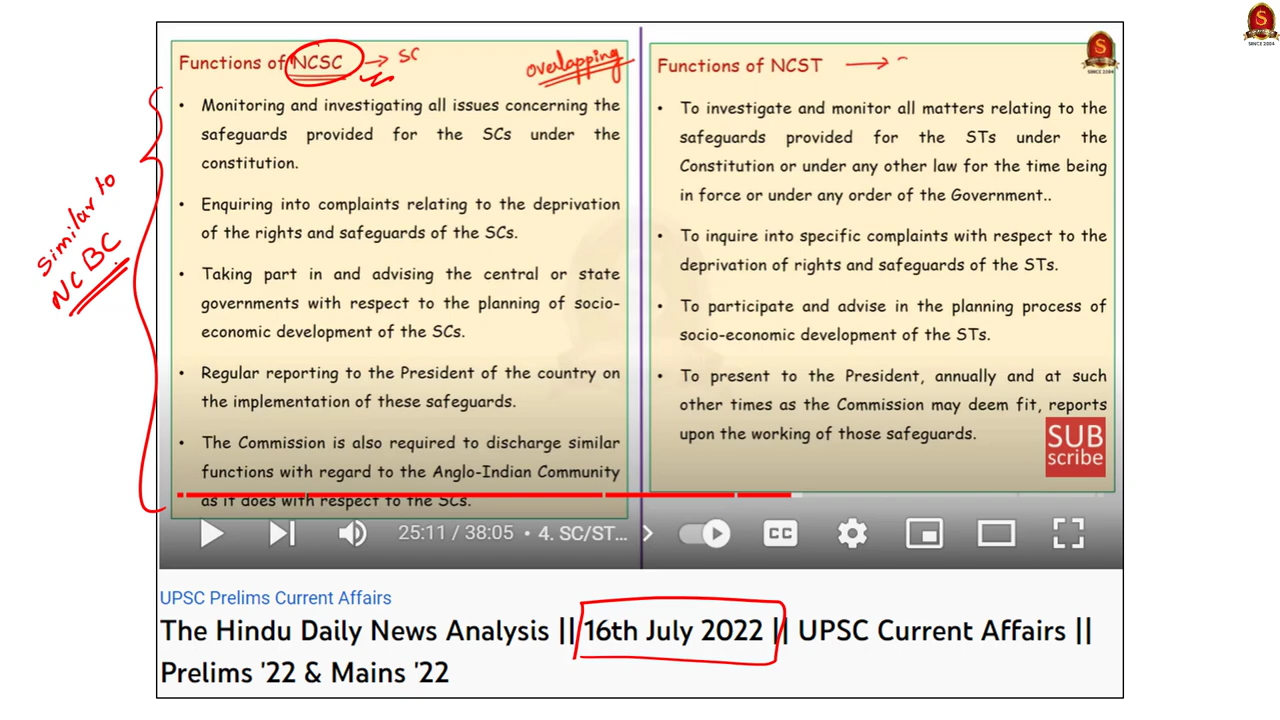 Functions of NCSC → SC
overlapping
• Monitoring and investigating all issues concerning the
safeguards provided for the SCs under the
constitution.
• Enquiring into complaints relating to the deprivation
of the rights and safeguards of the SCs.
• Taking part in and advising the central or state
governments with respect to the planning of socio-
economic development of the SCs.
• Regular reporting to the President of the country on
the implementation of these safeguards.
• The Commission is also required to discharge similar
functions with regard to the Anglo-Indian Community
as it does with respect to the SCs.
Similar to
NCBC
Functions of NCST →
• To investigate and monitor all matters relating to the
safeguards provided for the STs under the
Constitution or under any other law for the time being
in force or under any order of the Government..
• To inquire into specific complaints with respect to the
deprivation of rights and safeguards of the STs.
• To participate and advise in the planning process of
socio-economic development of the STs.
• To present to the President, annually and at such
other times as the Commission may deem fit, reports
upon the working of those safeguards.
SUB
scribe
S
SINCE 2004
S
SINCE 2004
25:11 / 38:05 • 4. SC/ST...
CC
UPSC Prelims Current Affairs
The Hindu Daily News Analysis || 16th July 2022 || UPSC Current Affairs ||
Prelims '22 & Mains '22